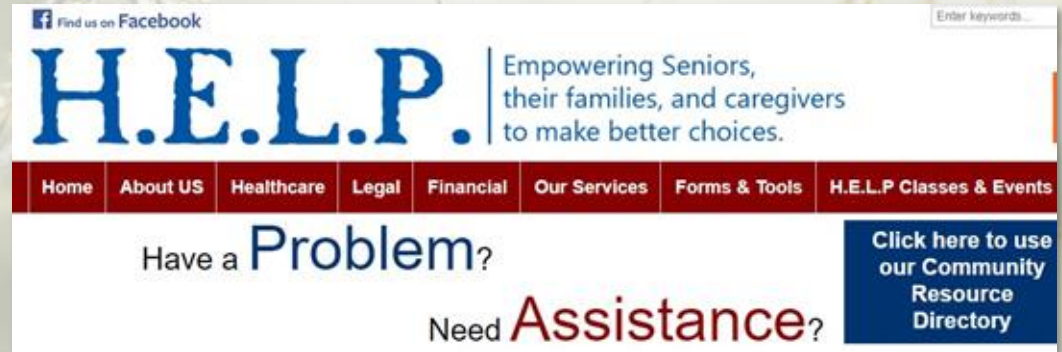 Find us on Facebook
Enter keywords...
H.E.L.P.
Empowering Seniors,
their families, and caregivers
to make better choices.
Home About US Healthcare Legal Financial Our Services Forms & Tools H.E.L.P Classes & Events
Have a Problem?
Need Assistance?
Click here to use
our Community
Resource
Directory